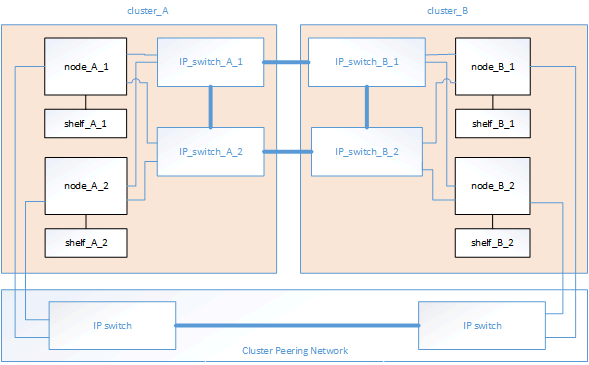 cluster_A
cluster_B
node_A_1
IP_switch_A_1
IP_switch_B_1
node_B_1
shelf_A_1
shelf_B_1
IP_switch_A_2
IP_switch_B_2
node_A_2
node_B_2
shelf_A_2
shelf_B_2
IP switch
IP switch
Cluster Peering Network